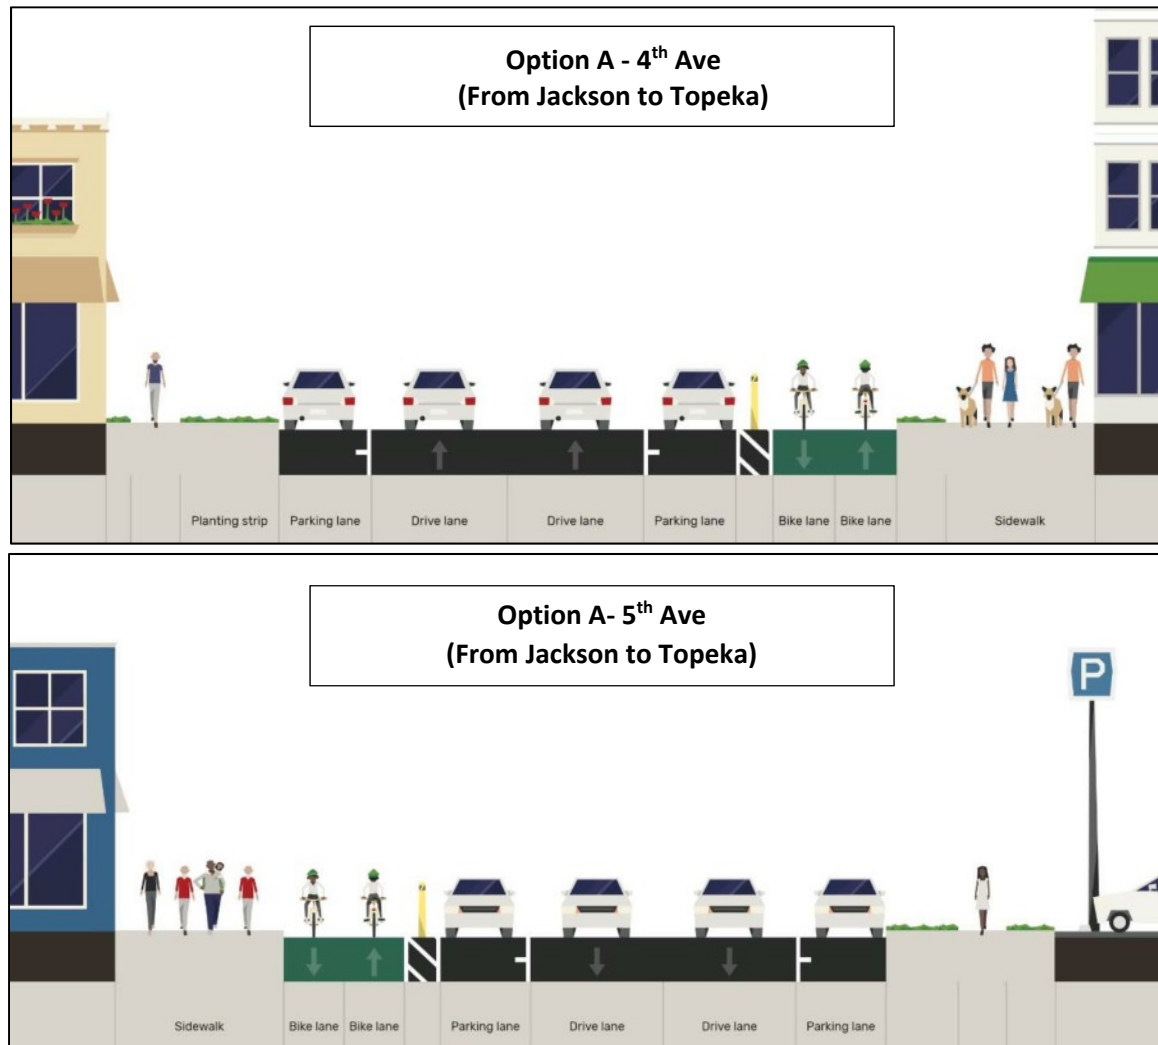 Option A - 4th Ave
(From Jackson to Topeka)
Planting strip Parking lane Drive lane Drive lane Parking lane Bike lane Bike lane Sidewalk
Option A- 5th Ave
(From Jackson to Topeka)
P
Sidewalk Bike lane Bike lane Parking lane Drive lane Drive lane Parking lane